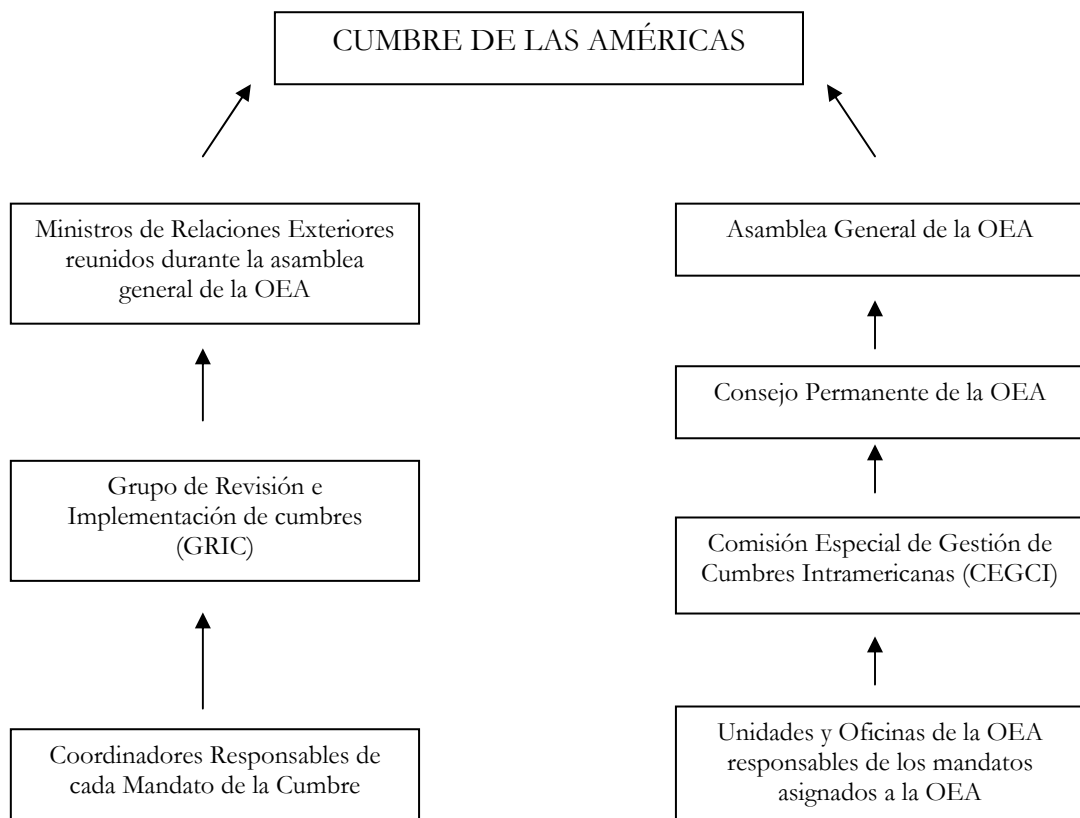 CUMBRE DE LAS AMÉRICAS
Ministros de Relaciones Exteriores
reunidos durante la asamblea
general de la OEA
Asamblea General de la OEA
Consejo Permanente de la OEA
Grupo de Revisión e
Implementación de cumbres
(GRIC)
Comisión Especial de Gestión de
Cumbres Intramericanas (CEGCI)
Coordinadores Responsables de
cada Mandato de la Cumbre
Unidades y Oficinas de la OEA
responsables de los mandatos
asignados a la OEA